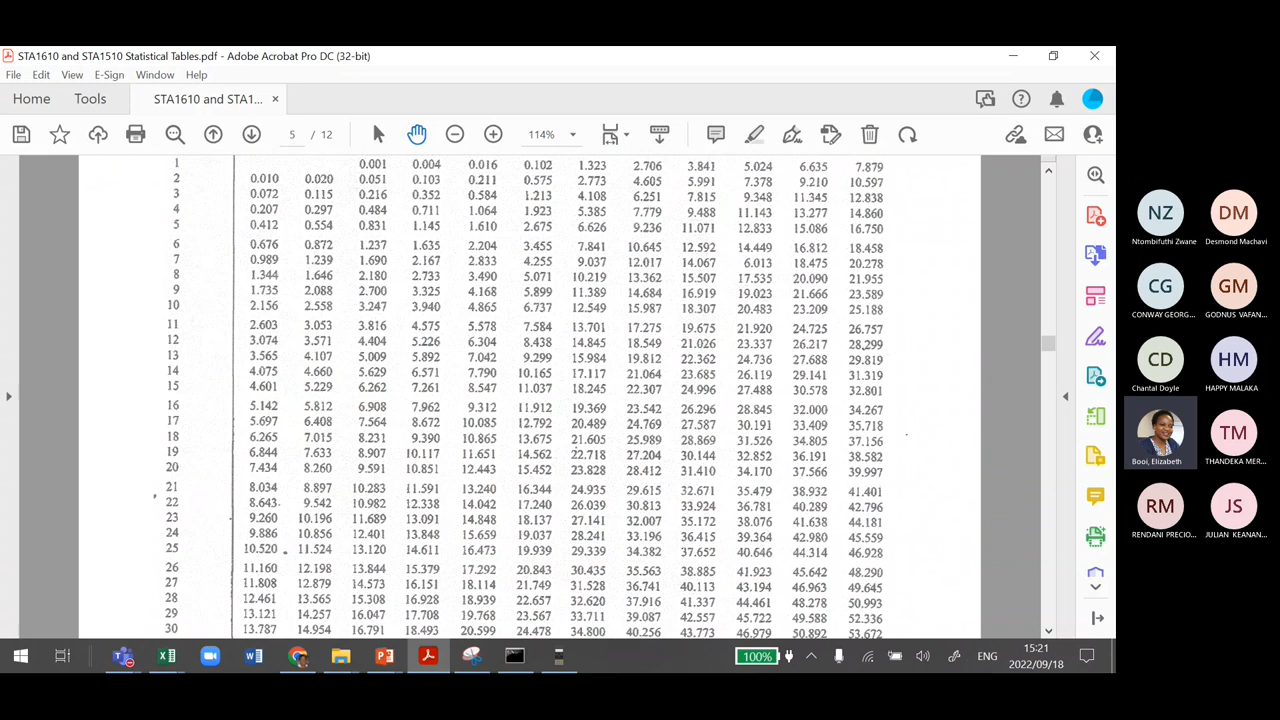 STA1610 and STA1510 Statistical Tables.pdf - Adobe Acrobat Pro DC (32-bit)
File Edit View E-Sign Window Help
Home Tools STA1610 and STA1... ×
5 / 12 114%
1 0.001 0.004 0.016 0.102 1.323 2.706 3.841 5.024 6.635 7.879
2 0.010 0.020 0.051 0.103 0.211 0.575 2.773 4.605 5.991 7.378 9.210 10.597
3 0.072 0.115 0.216 0.352 0.584 1.213 4.108 6.251 7.815 9.348 11.345 12.838
4 0.207 0.297 0.484 0.711 1.064 1.923 5.385 7.779 9.488 11.143 13.277 14.860
5 0.412 0.554 0.831 1.145 1.610 2.675 6.626 9.236 11.071 12.833 15.086 16.750
6 0.676 0.872 1.237 1.635 2.204 3.455 7.841 10.645 12.592 14.449 16.812 18.458
7 0.989 1.239 1.690 2.167 2.833 4.255 9.037 12.017 14.067 6.013 18.475 20.278
8 1.344 1.646 2.180 2.733 3.490 5.071 10.219 13.362 15.507 17.535 20.090 21.955
9 1.735 2.088 2.700 3.325 4.168 5.899 11.389 14.684 16.919 19.023 21.666 23.589
10 2.156 2.558 3.247 3.940 4.865 6.737 12.549 15.987 18.307 20.483 23.209 25.188
11 2.603 3.053 3.816 4.575 5.578 7.584 13.701 17.275 19.675 21.920 24.725 26.757
12 3.074 3.571 4.404 5.226 6.304 8.438 14.845 18.549 21.026 23.337 26.217 28,299
13 3.565 4.107 5.009 5.892 7.042 9.299 15.984 19.812 22.362 24.736 27.688 29.819
14 4.075 4.660 5.629 6.571 7.790 10.165 17.117 21.064 23.685 26.119 29.141 31.319
15 4.601 5.229 6.262 7.261 8.547 11.037 18.245 22.307 24.996 27.488 30.578 32.801
16 5.142 5.812 6.908 7.962 9.312 11.912 19.369 23.542 26.296 28.845 32.000 34.267
17 5.697 6.408 7.564 8.672 10.085 12.792 20.489 24.769 27.587 30.191 33.409 35.718
18 6.265 7.015 8.231 9.390 10.865 13.675 21.605 25.989 28.869 31.526 34.805 37.156
19 6.844 7.633 8.907 10.117 11.651 14.562 22.718 27.204 30.144 32.852 36.191 38.582
20 7.434 8.260 9.591 10.851 12.443 15.452 23.828 28.412 31.410 34.170 37.566 39.997
21 8.034 8.897 10.283 11.591 13.240 16.344 24.935 29.615 32.671 35.479 38.932 41.401
22 8.643 9.542 10.982 12.338 14.042 17.240 26.039 30.813 33.924 36.781 40.289 42.796
23 9.260 10.196 11.689 13.091 14.848 18.137 27.141 32.007 35.172 38.076 41.638 44.181
24 9.886 10.856 12.401 13.848 15.659 19.037 28.241 33.196 36.415 39.364 42.980 45.559
25 10.520 11.524 13.120 14.611 16.473 19.939 29.339 34.382 37.652 40.646 44.314 46.928
26 11.160 12.198 13.844 15.379 17.292 20.843 30.435 35.563 38.885 41.923 45.642 48.290
27 11.808 12.879 14.573 16.151 18.114 21.749 31.528 36.741 40.113 43.194 46.963 49.645
28 12.461 13.565 15.308 16.928 18.939 22.657 32.620 37.916 41.337 44.461 48.278 50.993
29 13.121 14.257 16.047 17.708 19.768 23.567 33.711 39.087 42.557 45.722 49.588 52.336
30 13.787 14.954 16.791 18.493 20.599 24.478 34.800 40.256 43.773 46.979 50.892 53.672
NZ DM
Ntombifuthi Zwane Desmond Machavi
CG GM
CONWAY GEORG... GODNUS VAFAN...
CD HM
Chantal Doyle HAPPY MALAKA
TM
Booi, Elizabeth THANDEKA MER...
RM JS
RENDANI PRECIO... JULIAN KEANAN...
100% ENG 15:21
2022/09/18